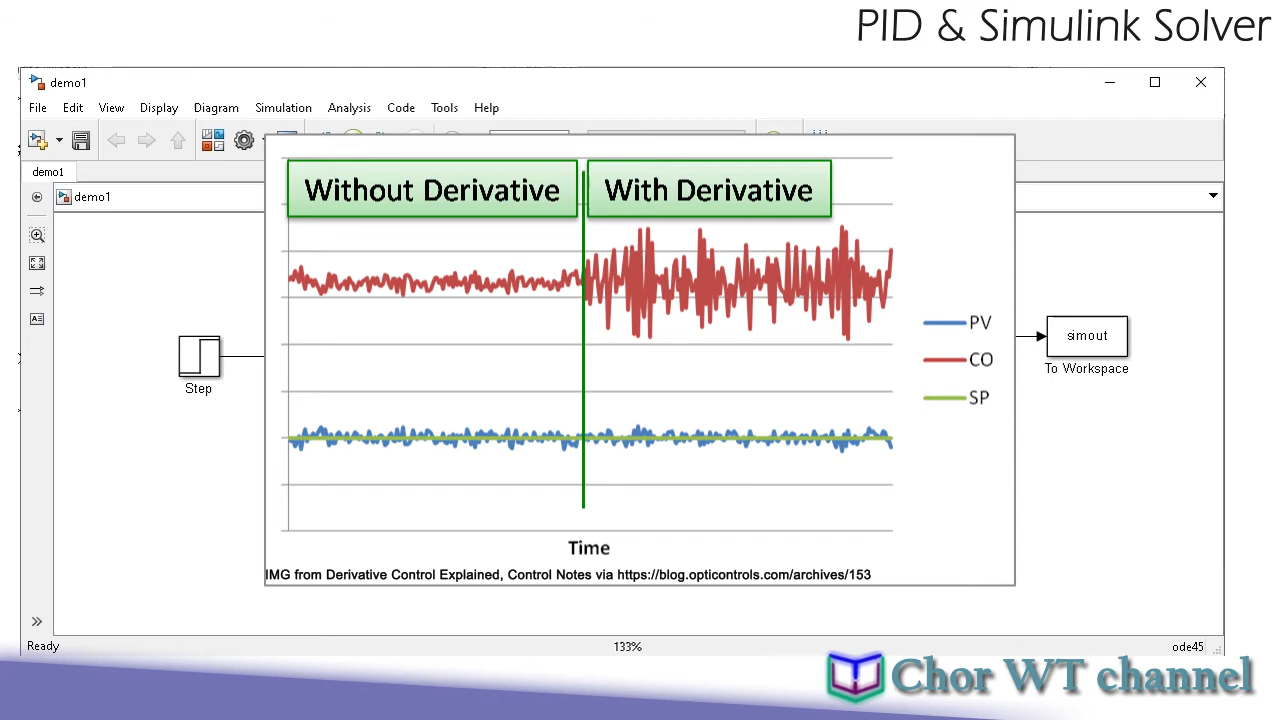 PID & Simulink Solver
demo1
File Edit View Display Diagram Simulation Analysis Code Tools Help
demo1
demo1
Without Derivative
With Derivative
PV
CO
SP
Step
simout
To Workspace
Time
IMG from Derivative Control Explained, Control Notes via https://blog.opticontrols.com/archives/153
Ready
133%
ode45
Chor WT channel